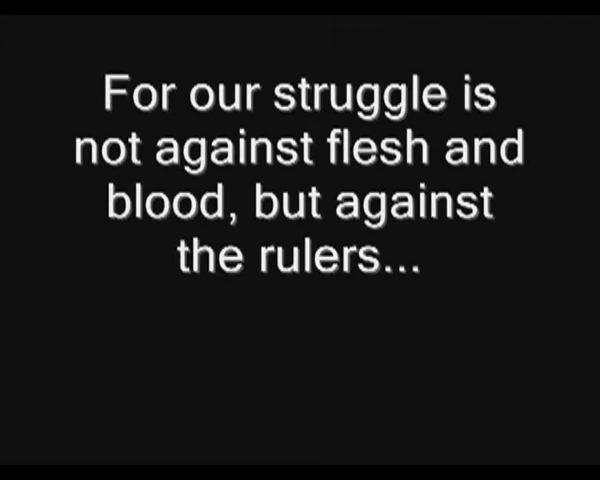 For our struggle is
not against flesh and
blood, but against
the rulers...